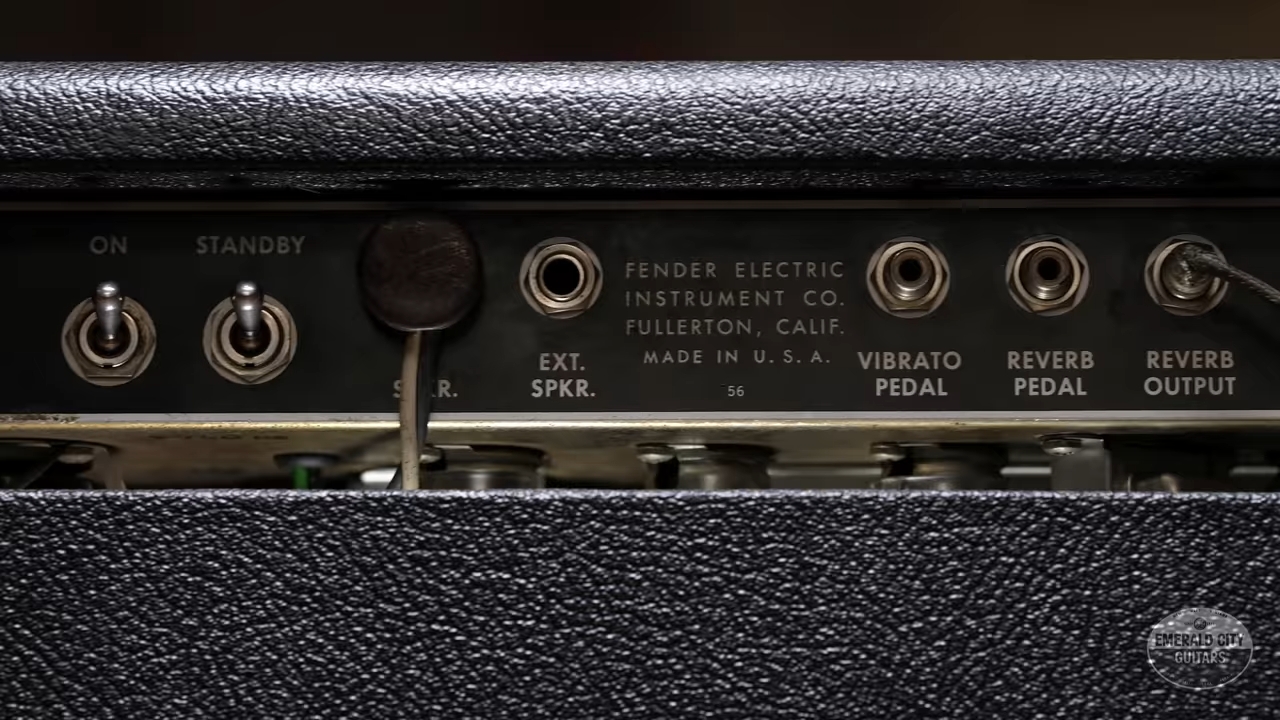 ON
STANDBY
FENDER ELECTRIC
INSTRUMENT CO.
FULLERTON, CALIF.
MADE IN U.S.A.
56
EXT.
SPKR.
VIBRATO
PEDAL
REVERB
PEDAL
REVERB
OUTPUT
EMERALD CITY
GUITARS